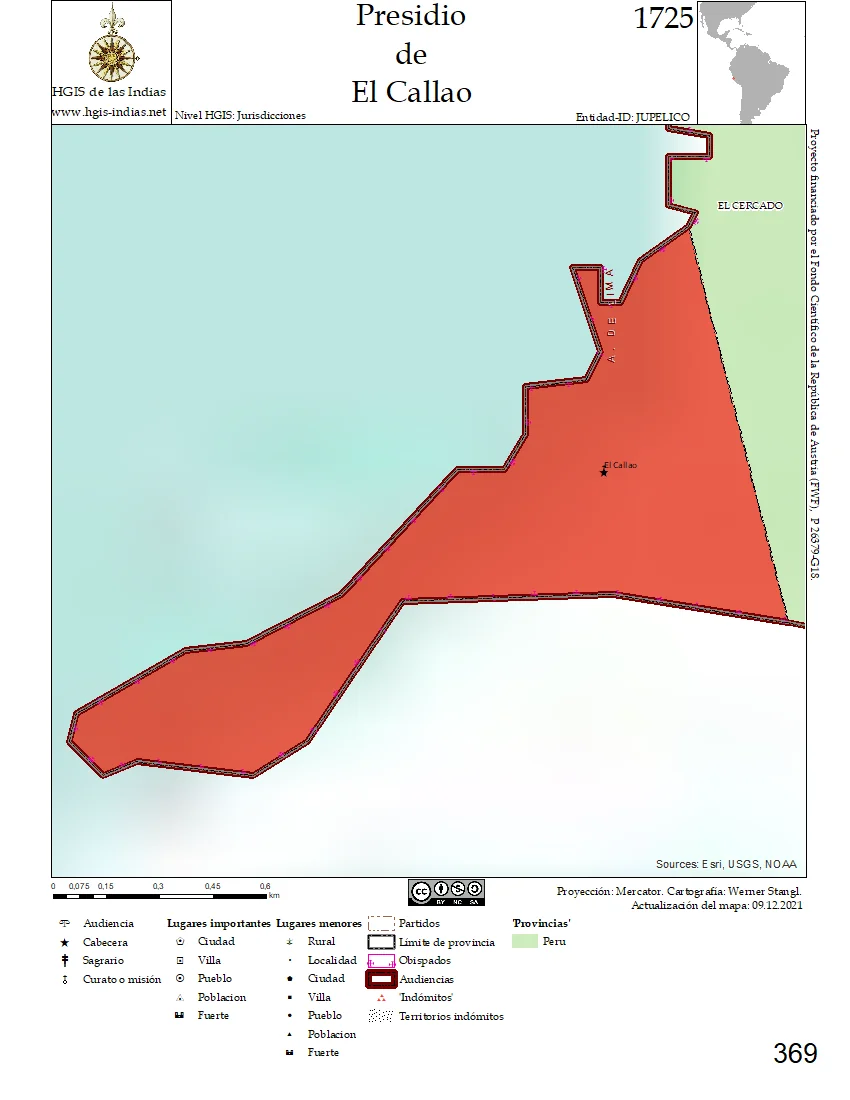 Presidio
de
El Callao
1725
HGIS de las Indias
www.hgis-indias.net
Nivel HGIS: Jurisdicciones
Entidad-ID: JUPELICO
Proyecto financiado por el Fondo Científico de la República de Austria (FWF), P 26379-G18.
EL CERCADO
A. DE LIMA
El Callao
Sources: Esri, USGS, NOAA
0 0,075 0,15 0,3 0,45 0,6
km
CC BY NC SA
Proyección: Mercator. Cartografía: Werner Stangl.
Actualización del mapa: 09.12.2021
Audiencia
Cabecera
Sagrario
Curato o misión
Lugares importantes
Ciudad
Villa
Pueblo
Poblacion
Fuerte
Lugares menores
Rural
Localidad
Ciudad
Villa
Pueblo
Poblacion
Fuerte
Partidos
Límite de provincia
Obispados
Audiencias
'Indómitos'
Territorios indómitos
'Provincias'
Peru
369